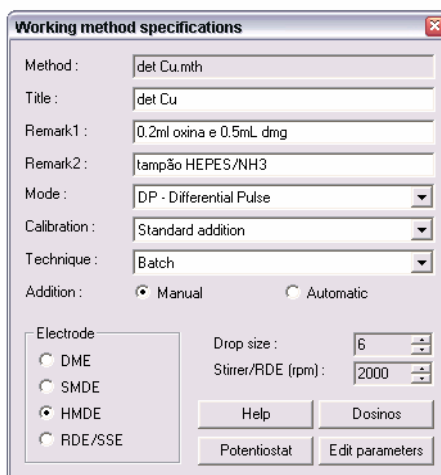 Working method specifications
Method : det Cu.mth
Title : det Cu
Remark1 : 0.2ml oxina e 0.5mL dmg
Remark2 : tampão HEPES/NH3
Mode : DP - Differential Pulse
Calibration : Standard addition
Technique : Batch
Addition : Manual Automatic
Electrode
DME
SMDE
HMDE
RDE/SSE
Drop size : 6
Stirrer/RDE (rpm) : 2000
Help Dosinos
Potentiostat Edit parameters